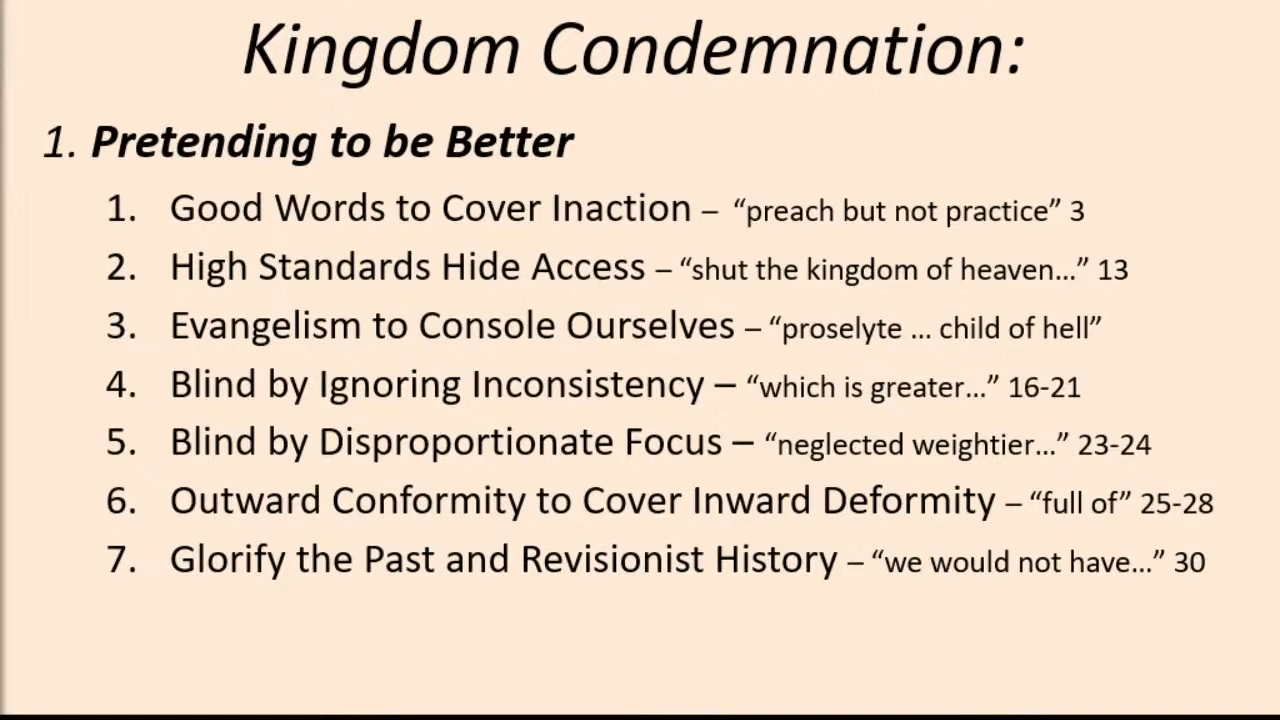 Kingdom Condemnation:
1. Pretending to be Better
1. Good Words to Cover Inaction – “preach but not practice” 3
2. High Standards Hide Access – “shut the kingdom of heaven…” 13
3. Evangelism to Console Ourselves – “proselyte … child of hell”
4. Blind by Ignoring Inconsistency – “which is greater…” 16-21
5. Blind by Disproportionate Focus – “neglected weightier…” 23-24
6. Outward Conformity to Cover Inward Deformity – “full of” 25-28
7. Glorify the Past and Revisionist History – “we would not have…” 30